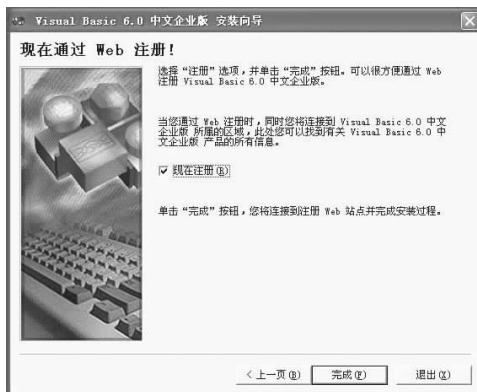 Visual Basic 6.0 中文企业版 安装向导
现在通过 Web 注册！
选择“注册”选项，并单击“完成”按钮。可以很方便通过 Web
注册 Visual Basic 6.0 中文企业版。
当您通过 Web 注册时，同时您将连接到 Visual Basic 6.0 中文
企业版 所属的区域，此处您可以找到有关 Visual Basic 6.0 中
文企业版 产品的所有信息。
现在注册(R)
单击“完成”按钮，您将连接到注册 Web 站点并完成安装过程。
<上一页(B) 完成(F) 退出(X)